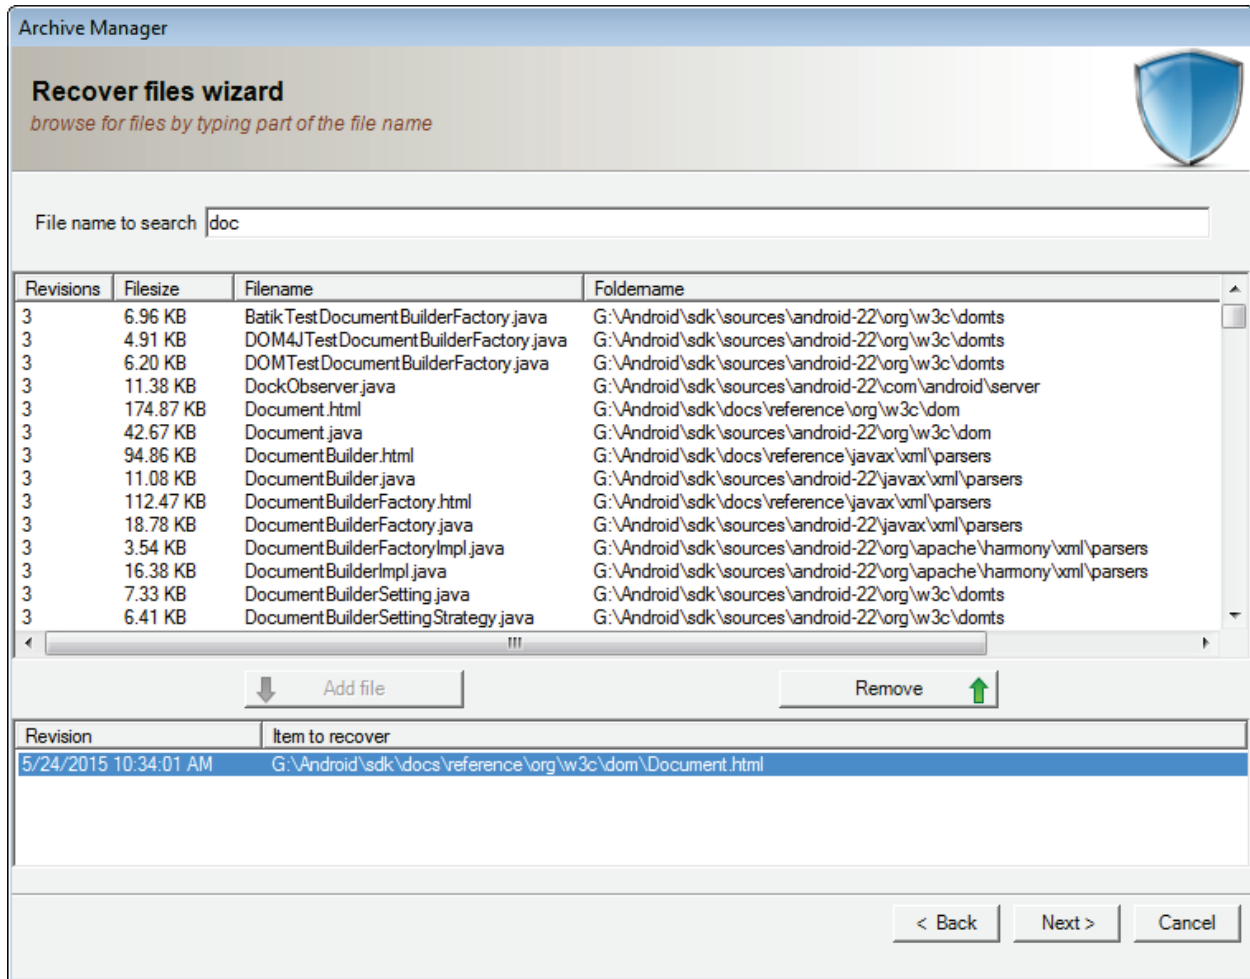 Archive Manager
Recover files wizard
browse for files by typing part of the file name
File name to search doc
Revisions Filesize Filename Foldername
3 6.96 KB BatikTestDocumentBuilderFactory.java G:\Android\sdk\sources\android-22\org\w3c\domts
3 4.91 KB DOM4JTestDocumentBuilderFactory.java G:\Android\sdk\sources\android-22\org\w3c\domts
3 6.20 KB DOMTestDocumentBuilderFactory.java G:\Android\sdk\sources\android-22\org\w3c\domts
3 11.38 KB DockObserver.java G:\Android\sdk\sources\android-22\com\android\server
3 174.87 KB Document.html G:\Android\sdk\docs\reference\org\w3c\dom
3 42.67 KB Document.java G:\Android\sdk\sources\android-22\org\w3c\dom
3 94.86 KB DocumentBuilder.html G:\Android\sdk\docs\reference\javax\xml\parsers
3 11.08 KB DocumentBuilder.java G:\Android\sdk\sources\android-22\javax\xml\parsers
3 112.47 KB DocumentBuilderFactory.html G:\Android\sdk\docs\reference\javax\xml\parsers
3 18.78 KB DocumentBuilderFactory.java G:\Android\sdk\sources\android-22\javax\xml\parsers
3 3.54 KB DocumentBuilderFactoryImpl.java G:\Android\sdk\sources\android-22\org\apache\harmony\xml\parsers
3 16.38 KB DocumentBuilderImpl.java G:\Android\sdk\sources\android-22\org\apache\harmony\xml\parsers
3 7.33 KB DocumentBuilderSetting.java G:\Android\sdk\sources\android-22\org\w3c\domts
3 6.41 KB DocumentBuilderSettingStrategy.java G:\Android\sdk\sources\android-22\org\w3c\domts
Add file Remove
Revision Item to recover
5/24/2015 10:34:01 AM G:\Android\sdk\docs\reference\org\w3c\dom\Document.html
< Back Next > Cancel